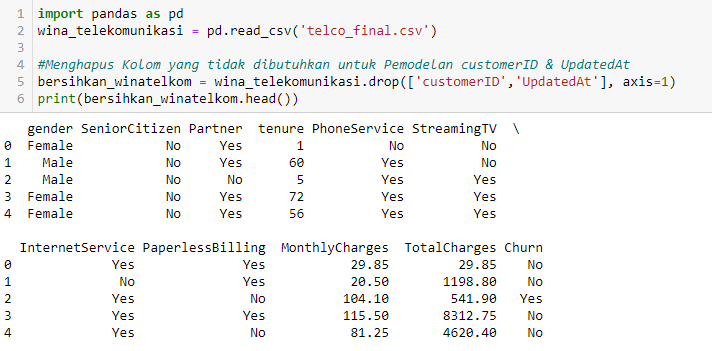 1 import pandas as pd
2 wina_telekomunikasi = pd.read_csv('telco_final.csv')
3
4 #Menghapus Kolom yang tidak dibutuhkan untuk Pemodelan customerID & UpdatedAt
5 bersihkan_winatelkom = wina_telekomunikasi.drop(['customerID','UpdatedAt'], axis=1)
6 print(bersihkan_winatelkom.head())
gender SeniorCitizen Partner tenure PhoneService StreamingTV \
0 Female No Yes 1 No No
1 Male No Yes 60 Yes No
2 Male No No 5 Yes Yes
3 Female No Yes 72 Yes Yes
4 Female No Yes 56 Yes Yes
InternetService PaperlessBilling MonthlyCharges TotalCharges Churn
0 Yes Yes 29.85 29.85 No
1 No Yes 20.50 1198.80 No
2 Yes No 104.10 541.90 Yes
3 Yes Yes 115.50 8312.75 No
4 Yes No 81.25 4620.40 No